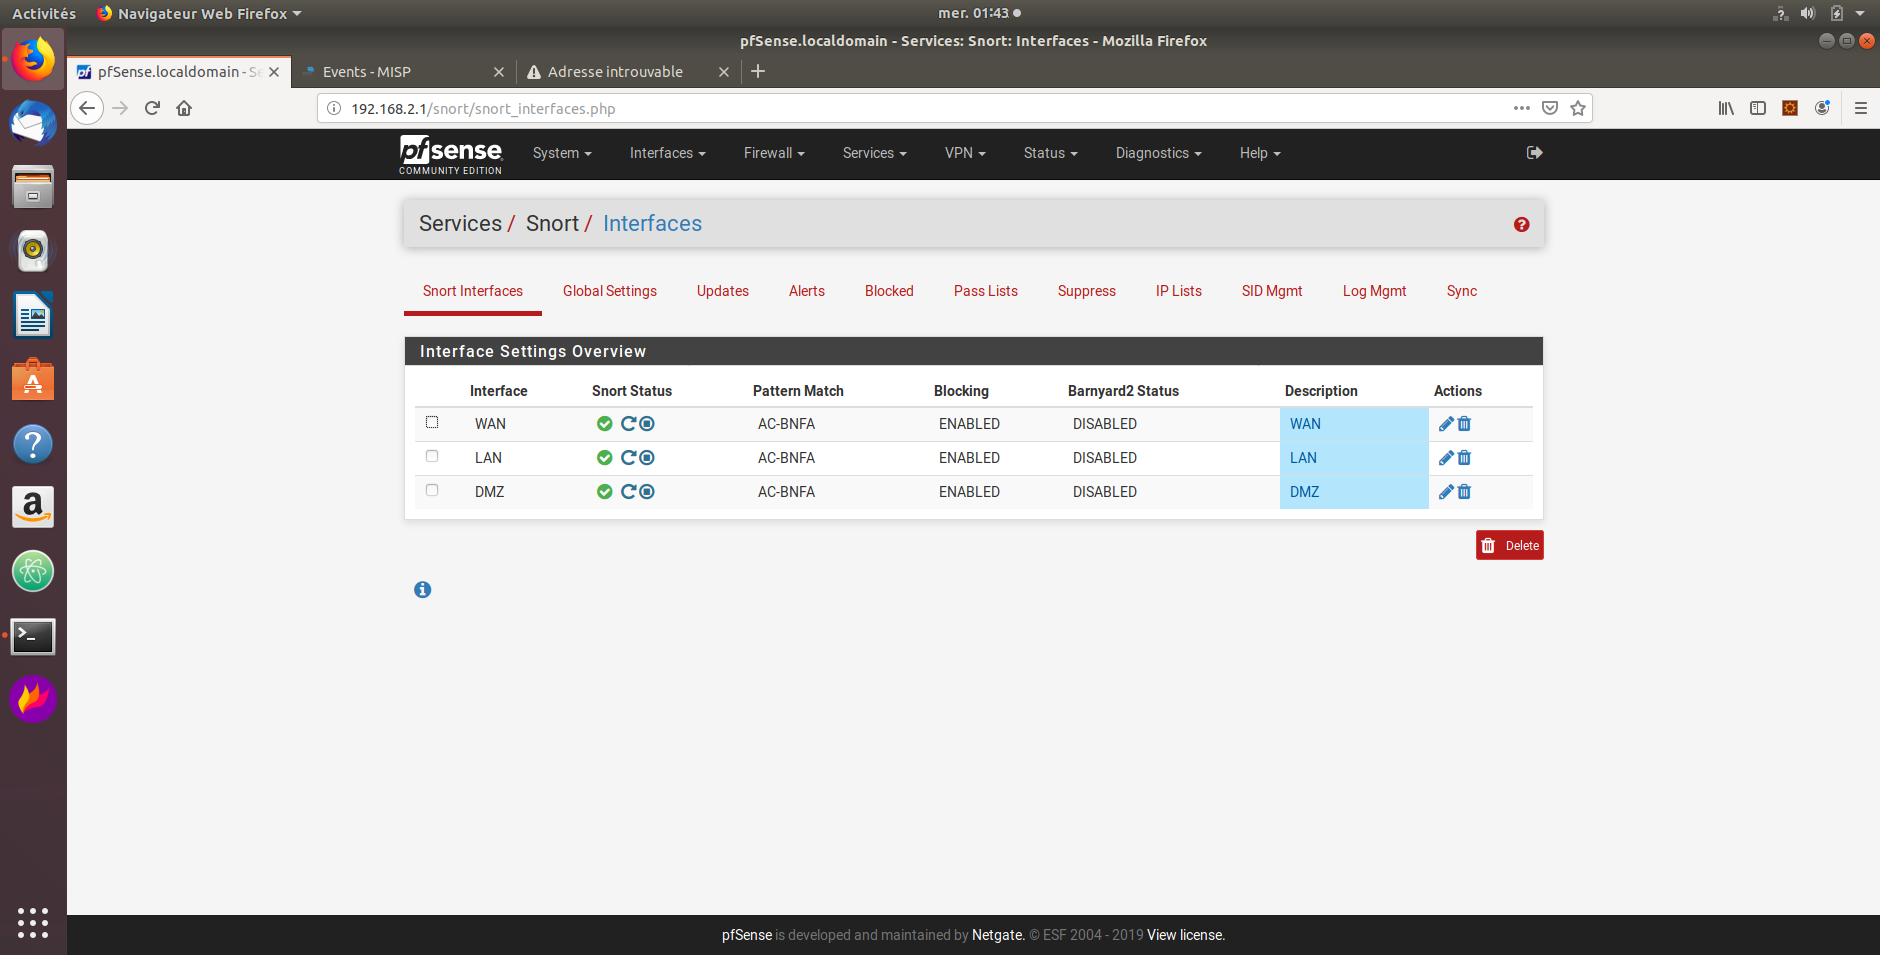 Activités Navigateur Web Firefox mer. 01:43
pfSense.localdomain - Services: Snort: Interfaces - Mozilla Firefox
pfSense.localdomain - Se Events - MISP Adresse introuvable
192.168.2.1/snort/snort_interfaces.php
pfsense System Interfaces Firewall Services VPN Status Diagnostics Help
COMMUNITY EDITION
Services / Snort / Interfaces
Snort Interfaces Global Settings Updates Alerts Blocked Pass Lists Suppress IP Lists SID Mgmt Log Mgmt Sync
Interface Settings Overview
Interface Snort Status Pattern Match Blocking Barnyard2 Status Description Actions
WAN AC-BNFA ENABLED DISABLED WAN
LAN AC-BNFA ENABLED DISABLED LAN
DMZ AC-BNFA ENABLED DISABLED DMZ
Delete
pfSense is developed and maintained by Netgate. © ESF 2004 - 2019 View license.